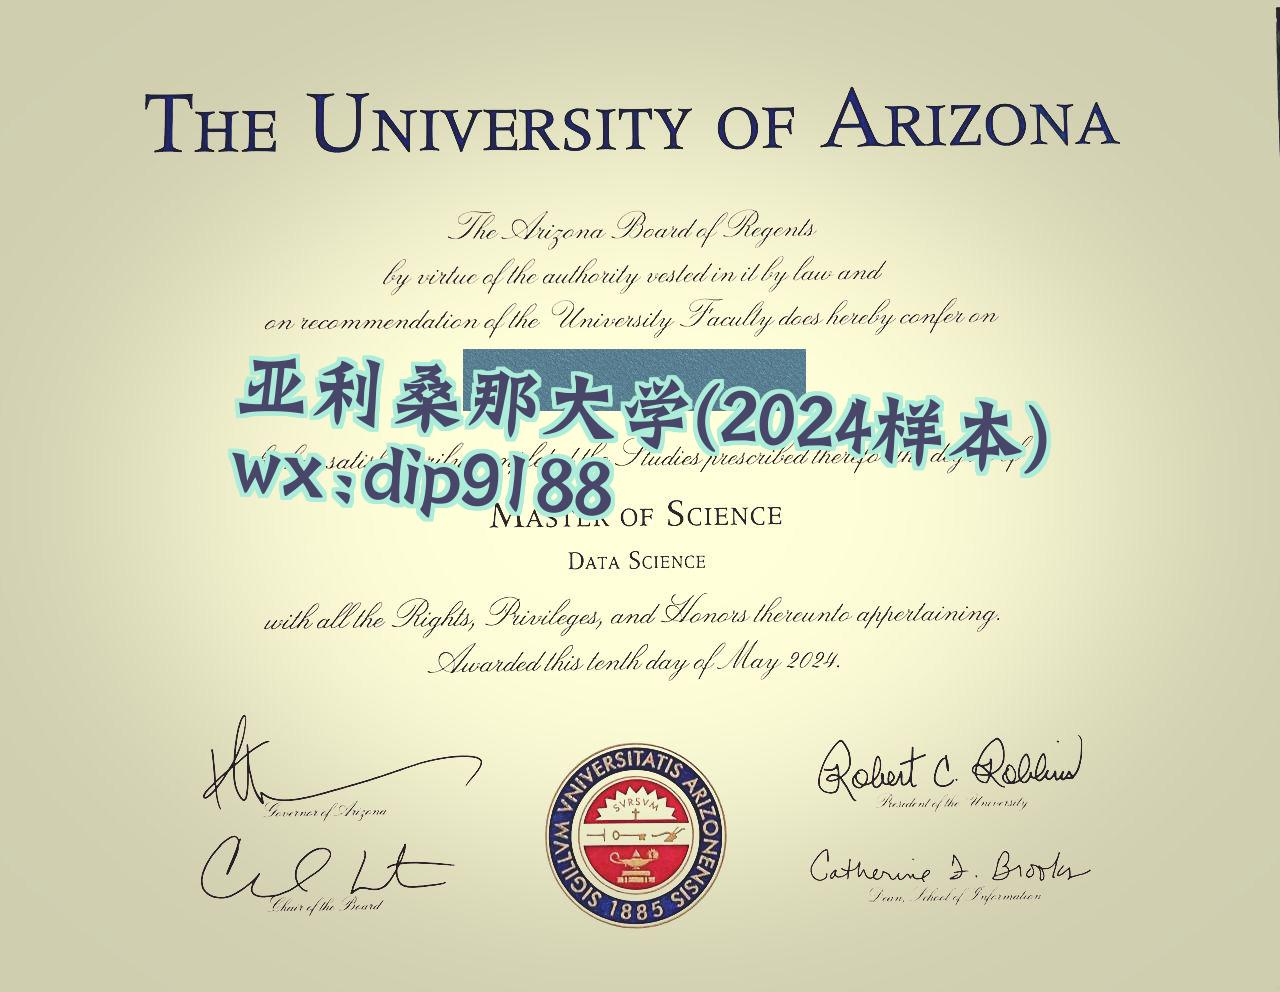 THE UNIVERSITY OF ARIZONA
The Arizona Board of Regents
by virtue of the authority vested in it by law and
on recommendation of the University Faculty does hereby confer on
亚利桑那大学(2024样本)
Studies prescribed
wx:dip9188
MASTER OF SCIENCE
DATA SCIENCE
with all the Rights, Privileges, and Honors thereunto appertaining.
Awarded this tenth day of May 2024.
Governor of Arizona
Robert C. Robbins
President of the University
Chair of the Board
Catherine F. Brooks
Dean, School of Information
SIGILLVM VNIVERSITATIS ARIZONENSIS
SVRSVM
1885